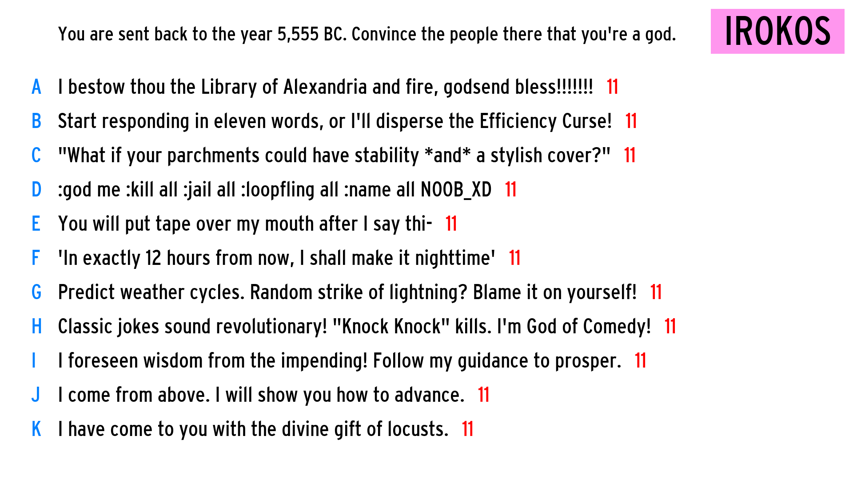 You are sent back to the year 5,555 BC. Convince the people there that you're a god.
IROKOS
A I bestow thou the Library of Alexandria and fire, godsend bless!!!!!!! 11
B Start responding in eleven words, or I'll disperse the Efficiency Curse! 11
C "What if your parchments could have stability *and* a stylish cover?" 11
D :god me :kill all :jail all :loopfling all :name all NOOB_XD 11
E You will put tape over my mouth after I say thi- 11
F 'In exactly 12 hours from now, I shall make it nighttime' 11
G Predict weather cycles. Random strike of lightning? Blame it on yourself! 11
H Classic jokes sound revolutionary! "Knock Knock" kills. I'm God of Comedy! 11
I I foreseen wisdom from the impending! Follow my guidance to prosper. 11
J I come from above. I will show you how to advance. 11
K I have come to you with the divine gift of locusts. 11